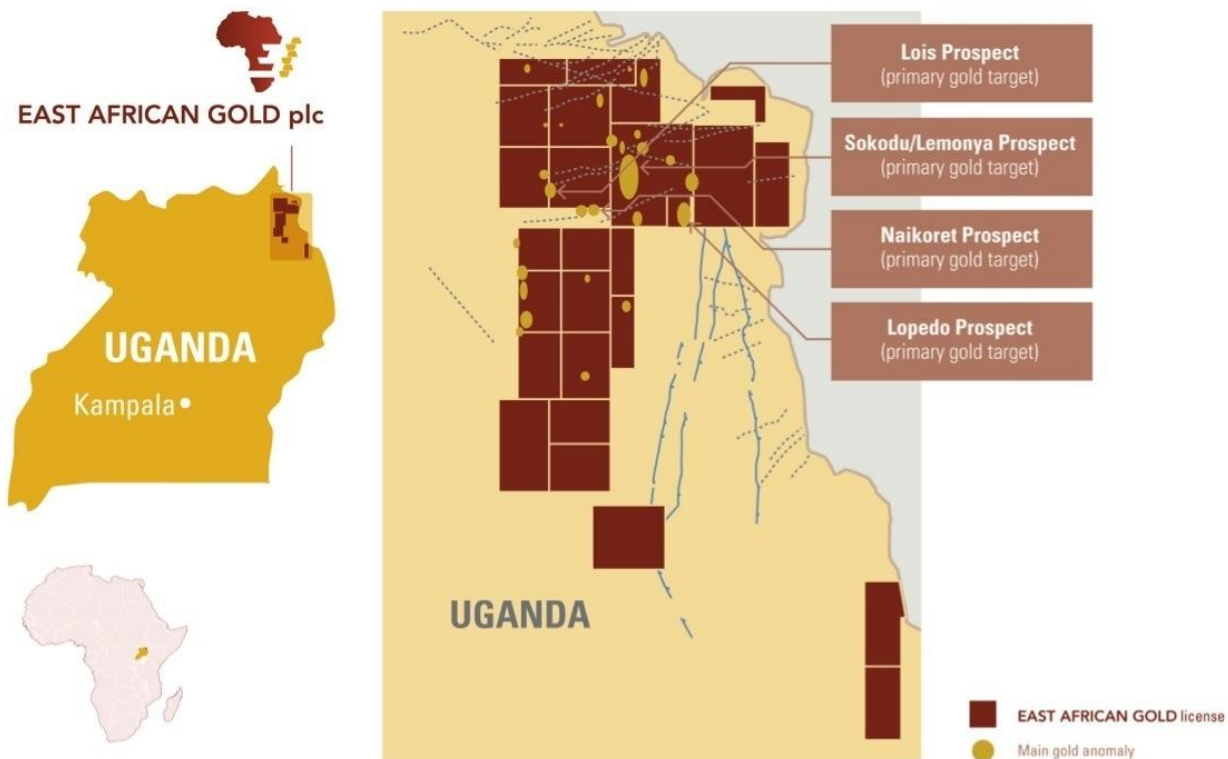 EAST AFRICAN GOLD plc
UGANDA
Kampala
Lois Prospect
(primary gold target)
Sokodu/Lemonya Prospect
(primary gold target)
Naikoret Prospect
(primary gold target)
Lopedo Prospect
(primary gold target)
UGANDA
EAST AFRICAN GOLD license
Main gold anomaly